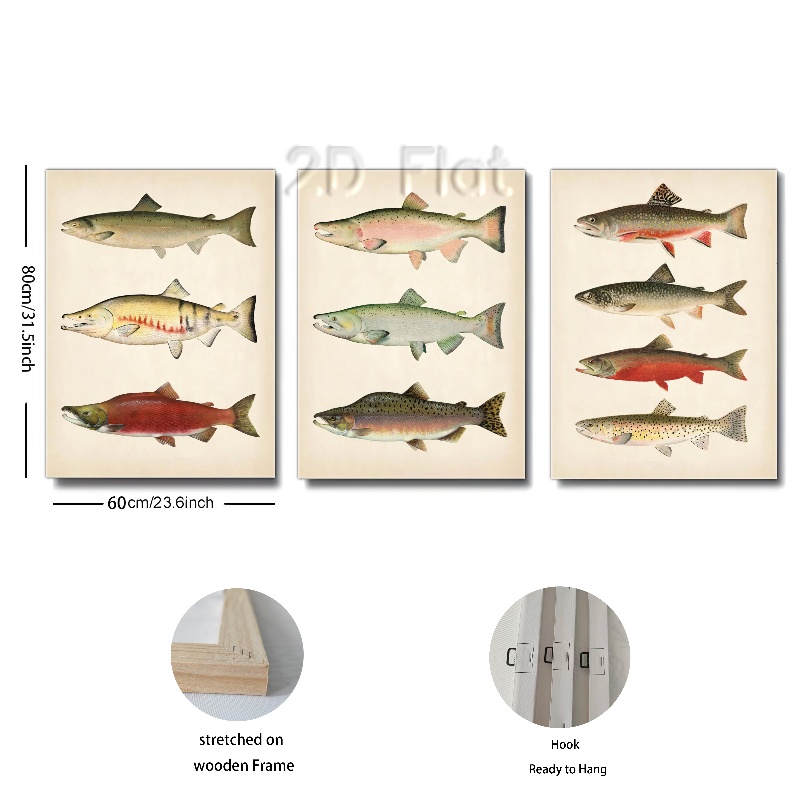 2D Flat
80cm/31.5inch
60cm/23.6inch
stretched on
wooden Frame
Hook
Ready to Hang